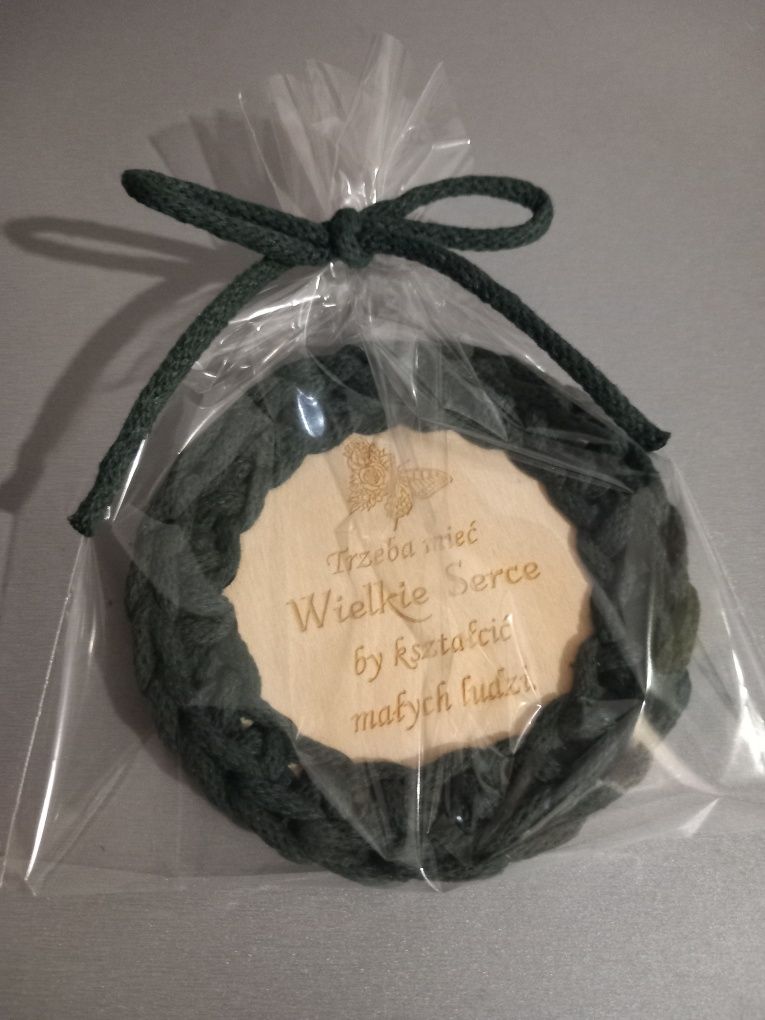 Trzeba mieć
Wielkie Serce
by kształcić
małych ludzi